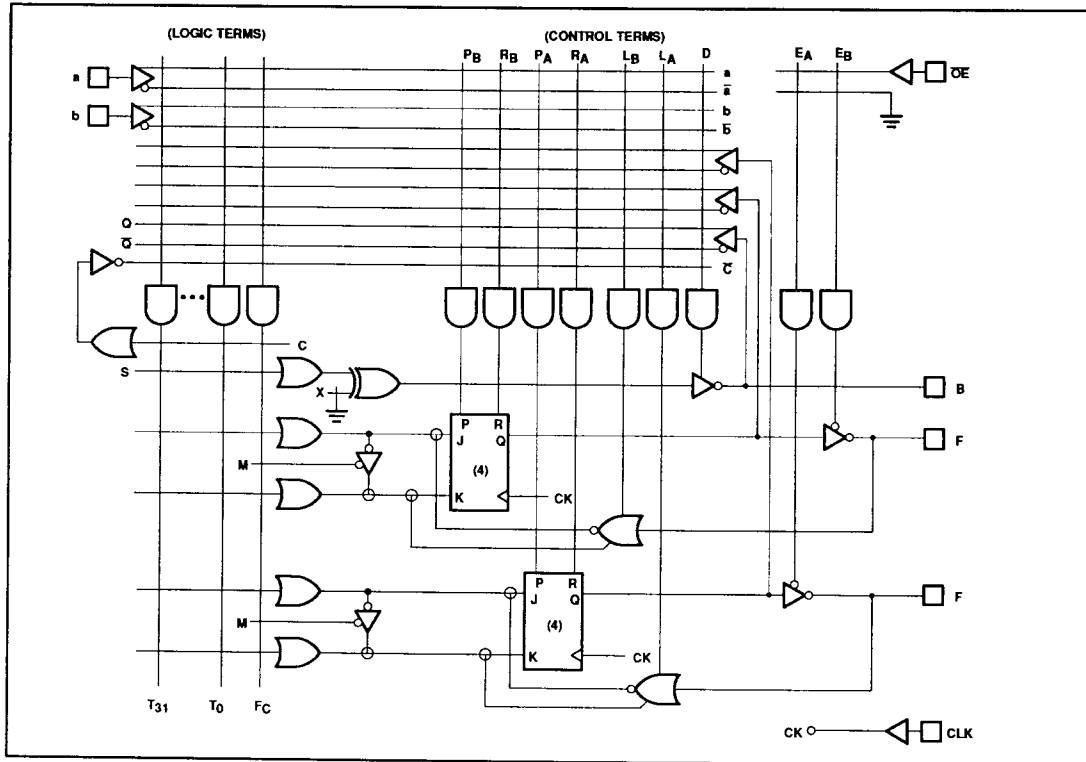 (LOGIC TERMS) (CONTROL TERMS)
P_B R_B P_A R_A L_B L_A D E_A E_B
a a OE̅
a̅
b b
b̅
Q
Q̅
C̅
C
S
X B
P R
J Q F
M (4)
K CK
P R
J Q F
M (4)
K CK
T_31 T_0 F_C
CK CLK